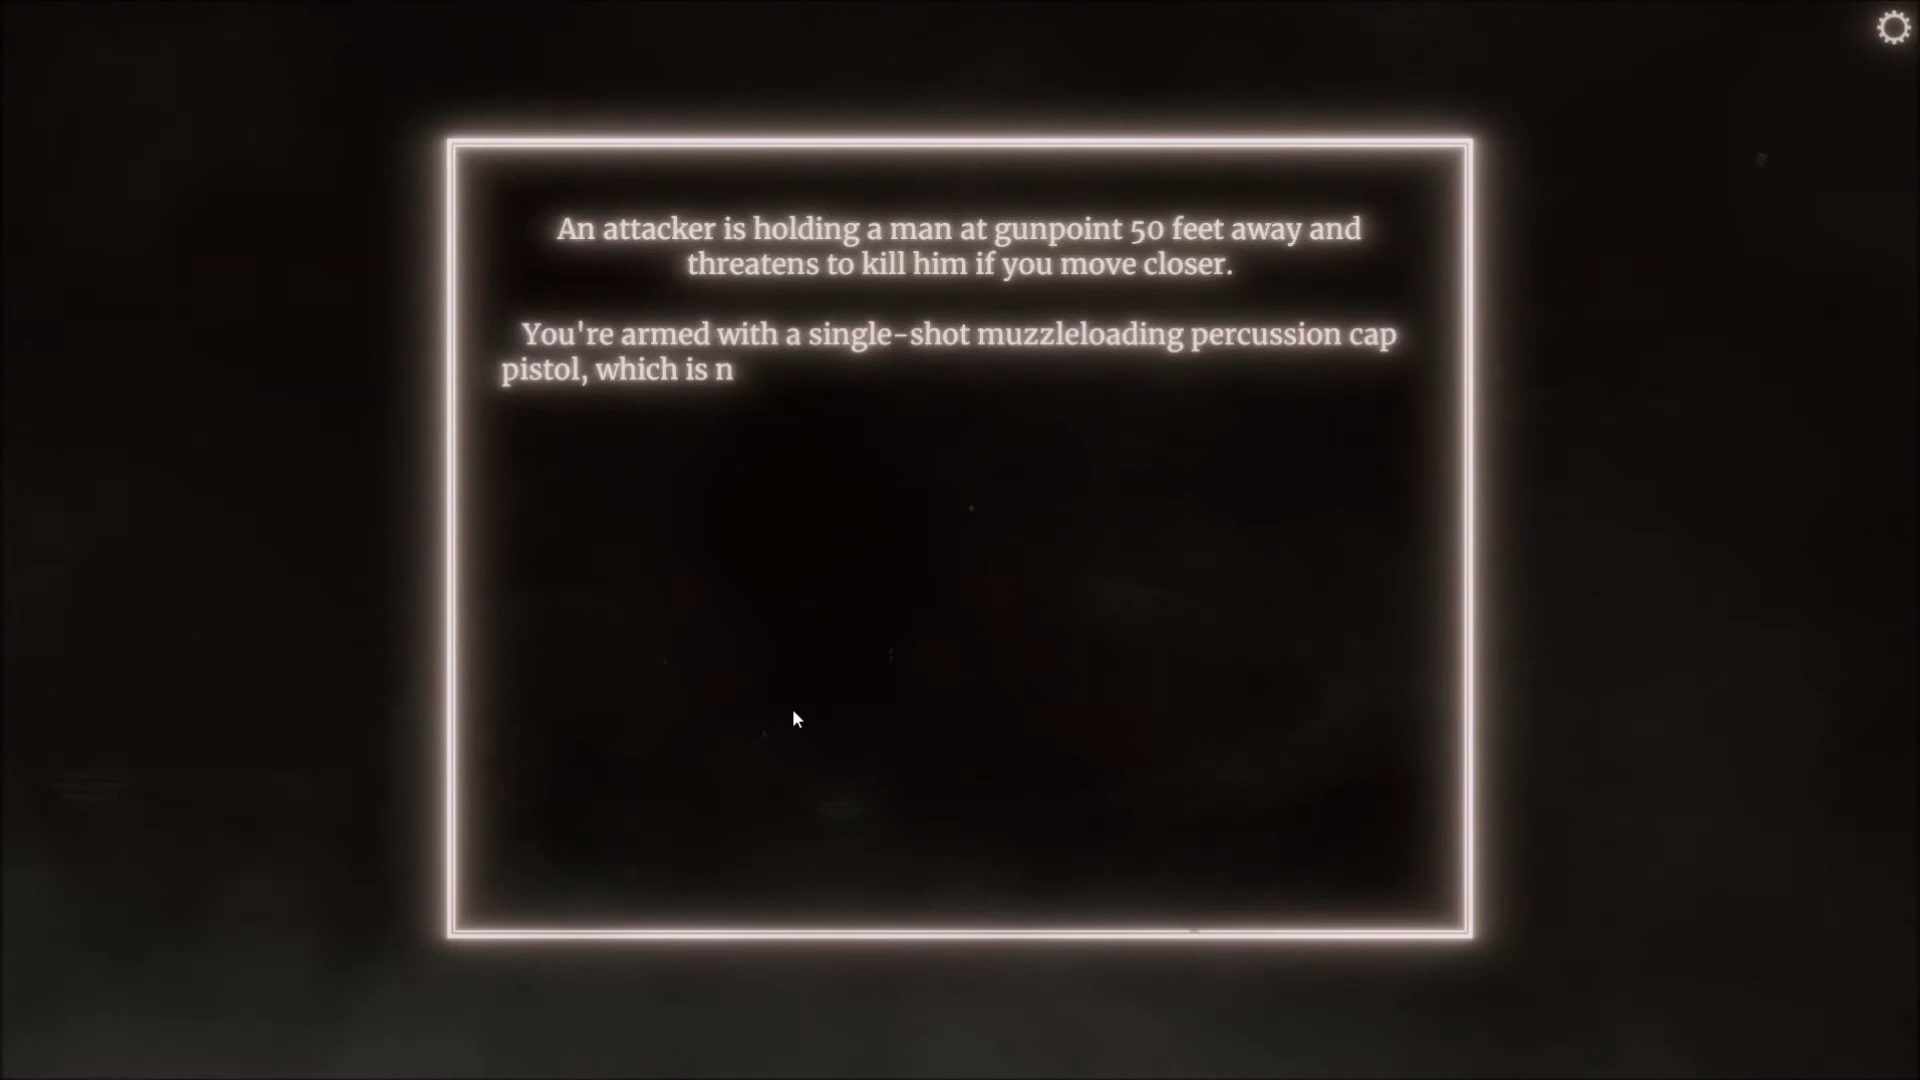 An attacker is holding a man at gunpoint 50 feet away and
threatens to kill him if you move closer.
You're armed with a single-shot muzzleloading percussion cap
pistol, which is n